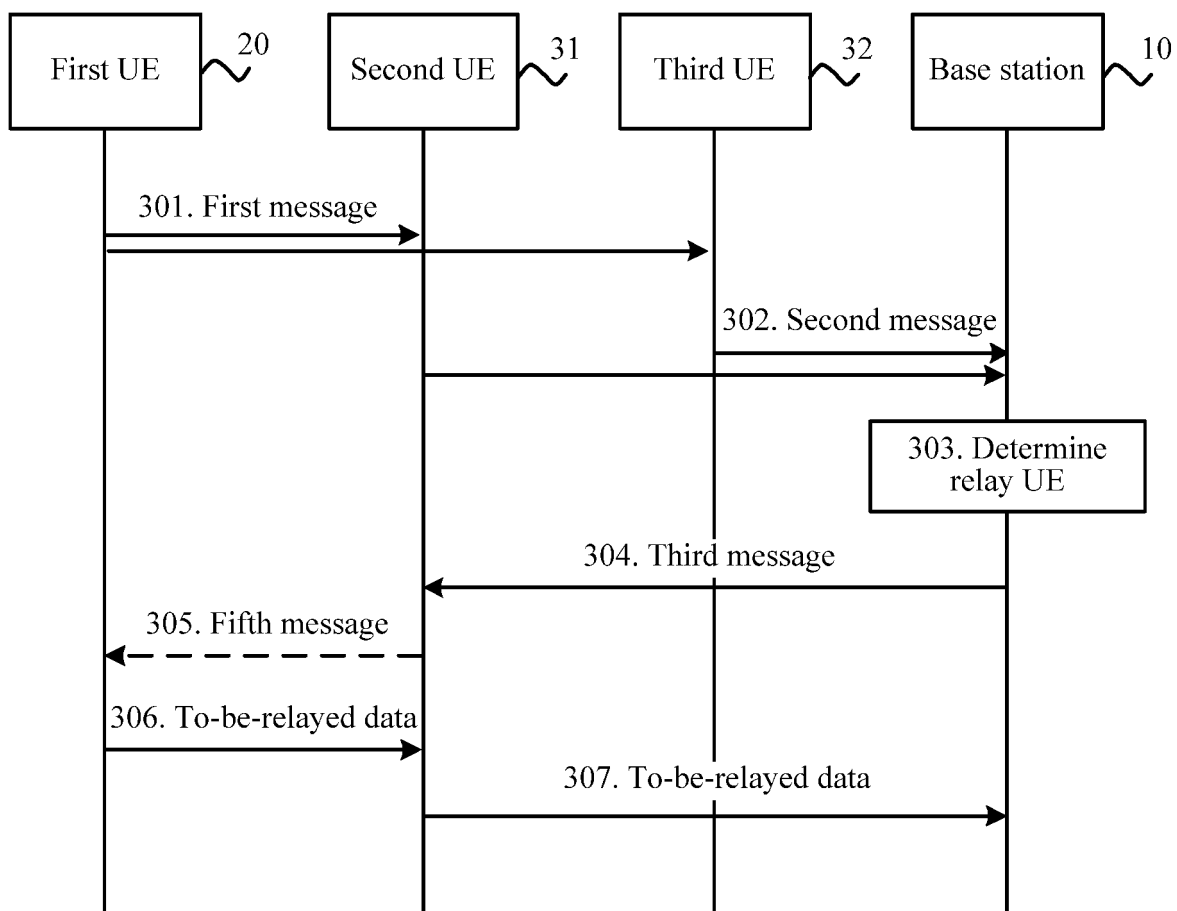 20
31
32
10
First UE
Second UE
Third UE
Base station
301. First message
302. Second message
303. Determine
relay UE
304. Third message
305. Fifth message
306. To-be-relayed data
307. To-be-relayed data